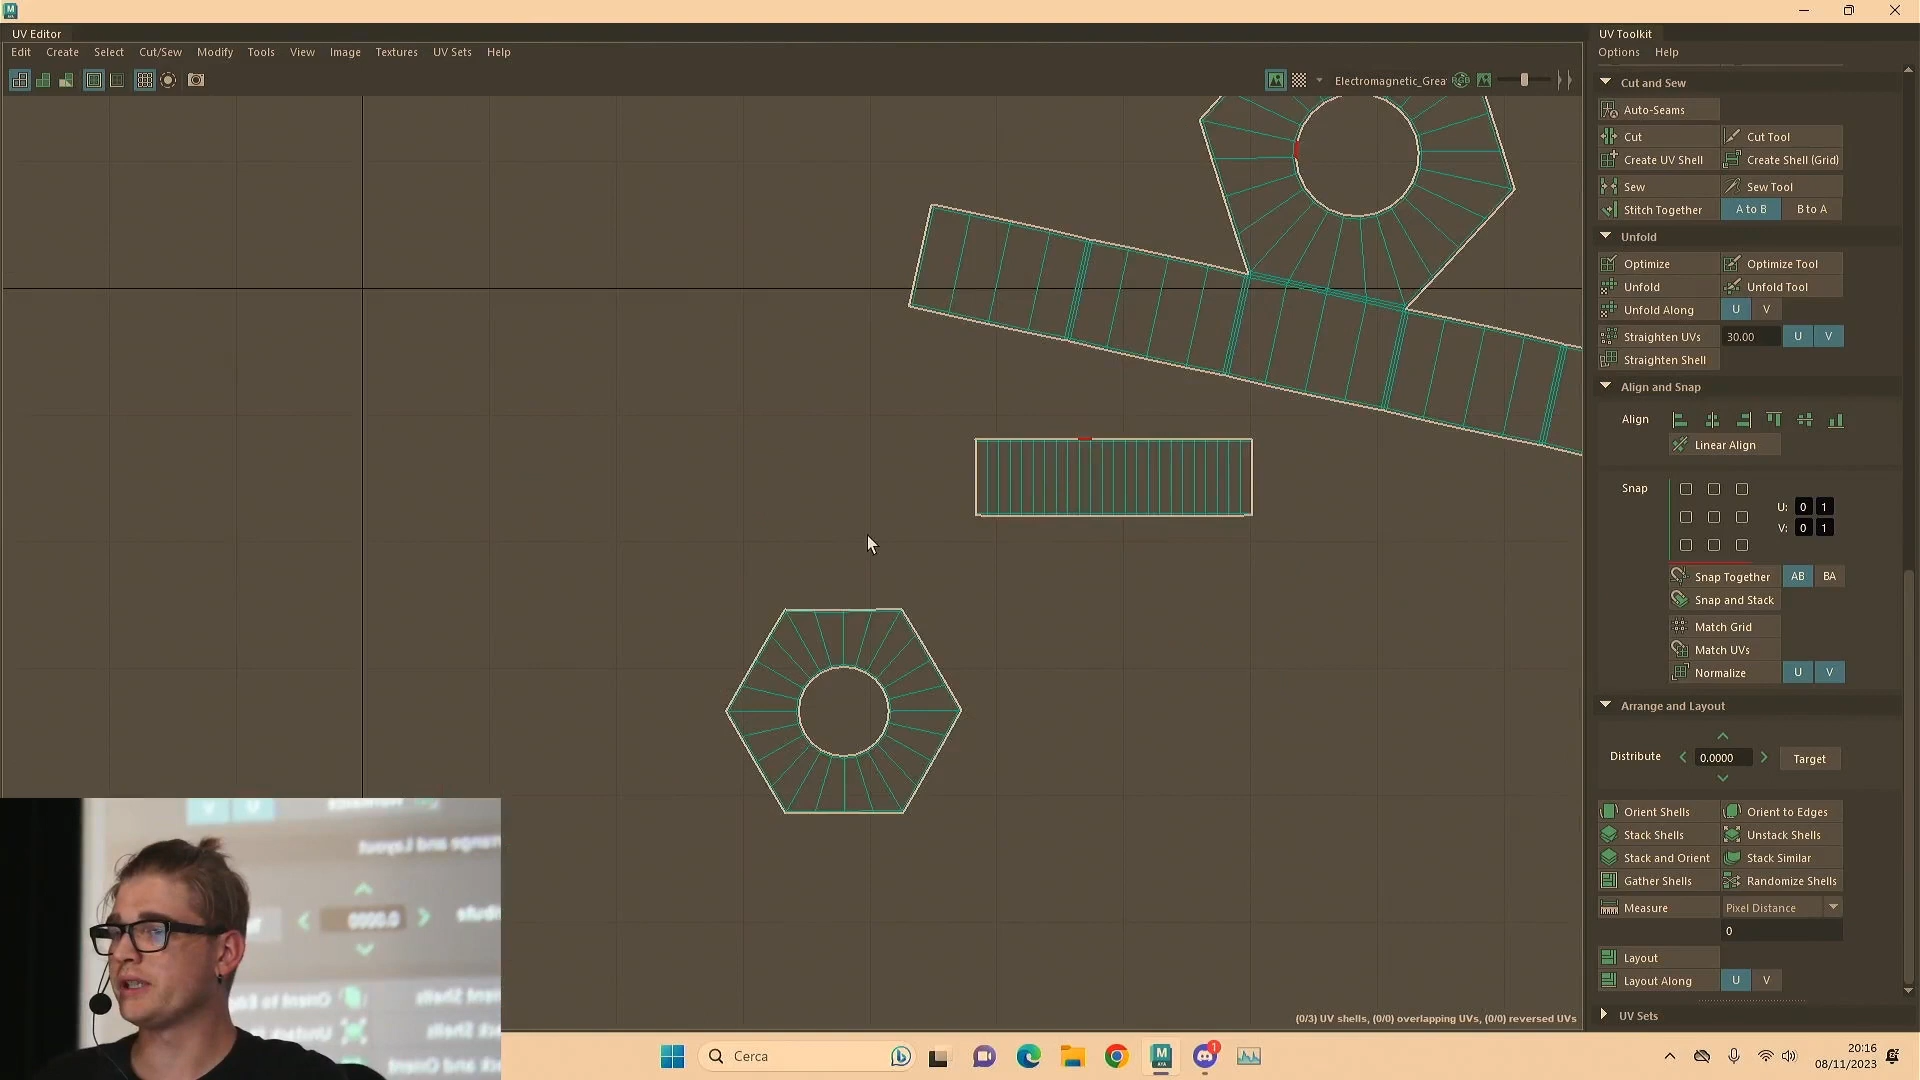 UV Editor
Edit Create Select Cut/Sew Modify Tools View Image Textures UV Sets Help
Electromagnetic_Grea
UV Toolkit
Options Help
Cut and Sew
Auto-Seams
Cut Cut Tool
Create UV Shell Create Shell (Grid)
Sew Sew Tool
Stitch Together A to B B to A
Unfold
Optimize Optimize Tool
Unfold Unfold Tool
Unfold Along U V
Straighten UVs 30.00 U V
Straighten Shell
Align and Snap
Align
Linear Align
Snap
U: 0 1
V: 0 1
Snap Together AB BA
Snap and Stack
Match Grid
Match UVs
Normalize U V
Arrange and Layout
Distribute 0.0000 Target
Orient Shells Orient to Edges
Stack Shells Unstack Shells
Stack and Orient Stack Similar
Gather Shells Randomize Shells
Measure Pixel Distance
0
Layout
Layout Along U V
UV Sets
(0/3) UV shells, (0/0) overlapping UVs, (0/0) reversed UVs
Cerca
1
20:16
08/11/2023